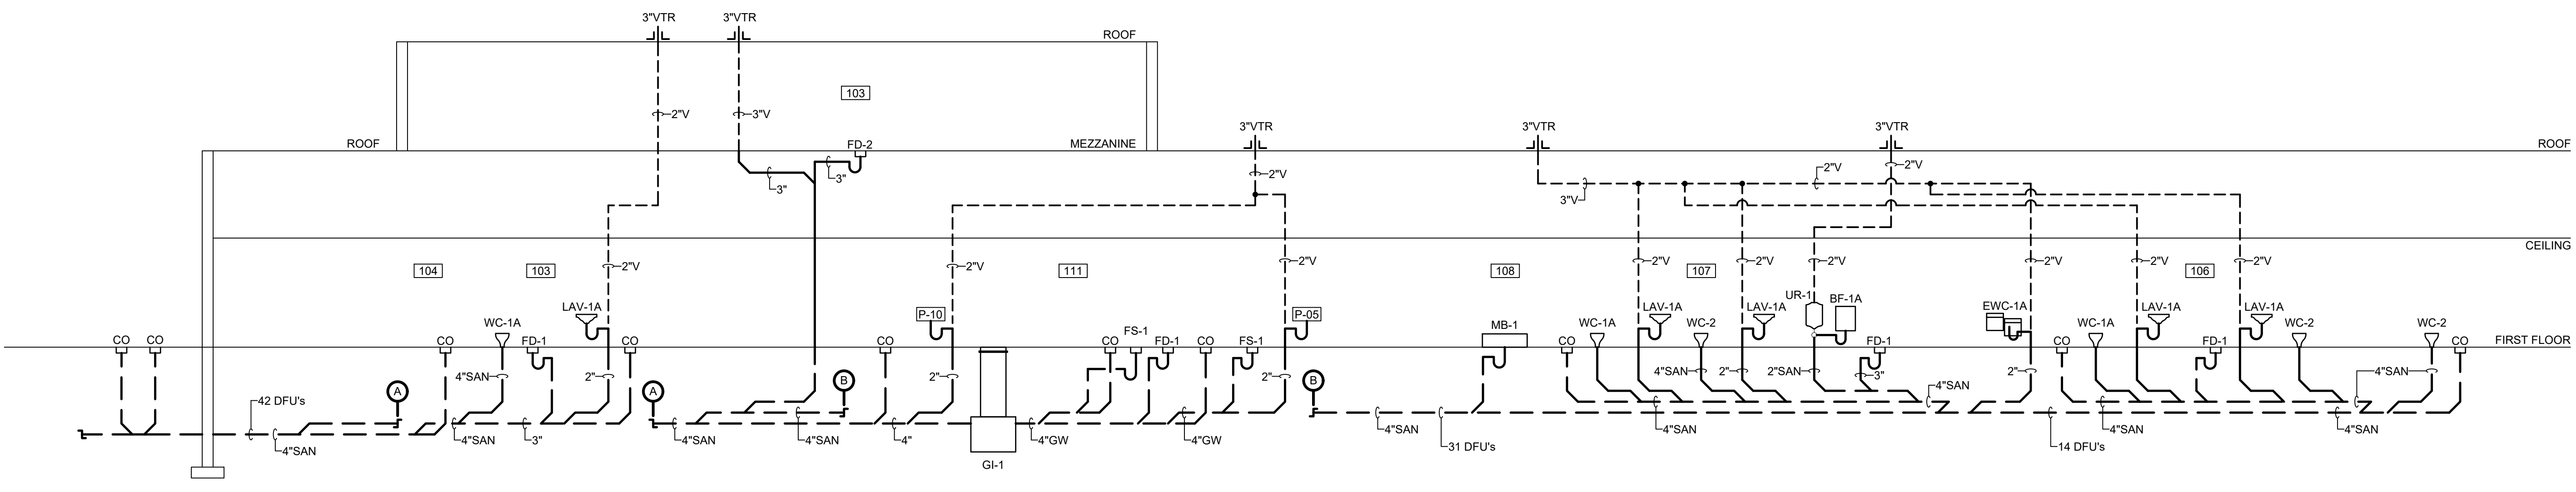 3"VTR 3"VTR
ROOF
103
2"V 3"V
3"VTR 3"VTR 3"VTR
ROOF MEZZANINE FD-2 ROOF
3" 3" 2"V 2"V 2"V
3"V
CEILING
104 103 2"V 2"V 111 2"V 108 2"V 107 2"V 2"V 2"V 2"V 106 2"V
UR-1 BF-1A
LAV-1A P-10 P-05 LAV-1A LAV-1A EWC-1A LAV-1A LAV-1A
WC-1A FS-1 MB-1 WC-1A WC-2 WC-1A WC-2 WC-2
CO CO CO FD-1 CO CO CO FD-1 CO FS-1 CO FD-1 CO FD-1 CO FIRST FLOOR
4"SAN 2" 2" 2" 4"SAN 2" 2"SAN 3" 2" 4"SAN
A A B B
4"SAN
42 DFU's
4"SAN 3" 4"SAN 4"SAN 4" 4"GW 4"GW 4"SAN 4"SAN 4"SAN 4"SAN
4"SAN 31 DFU's 14 DFU's
GI-1